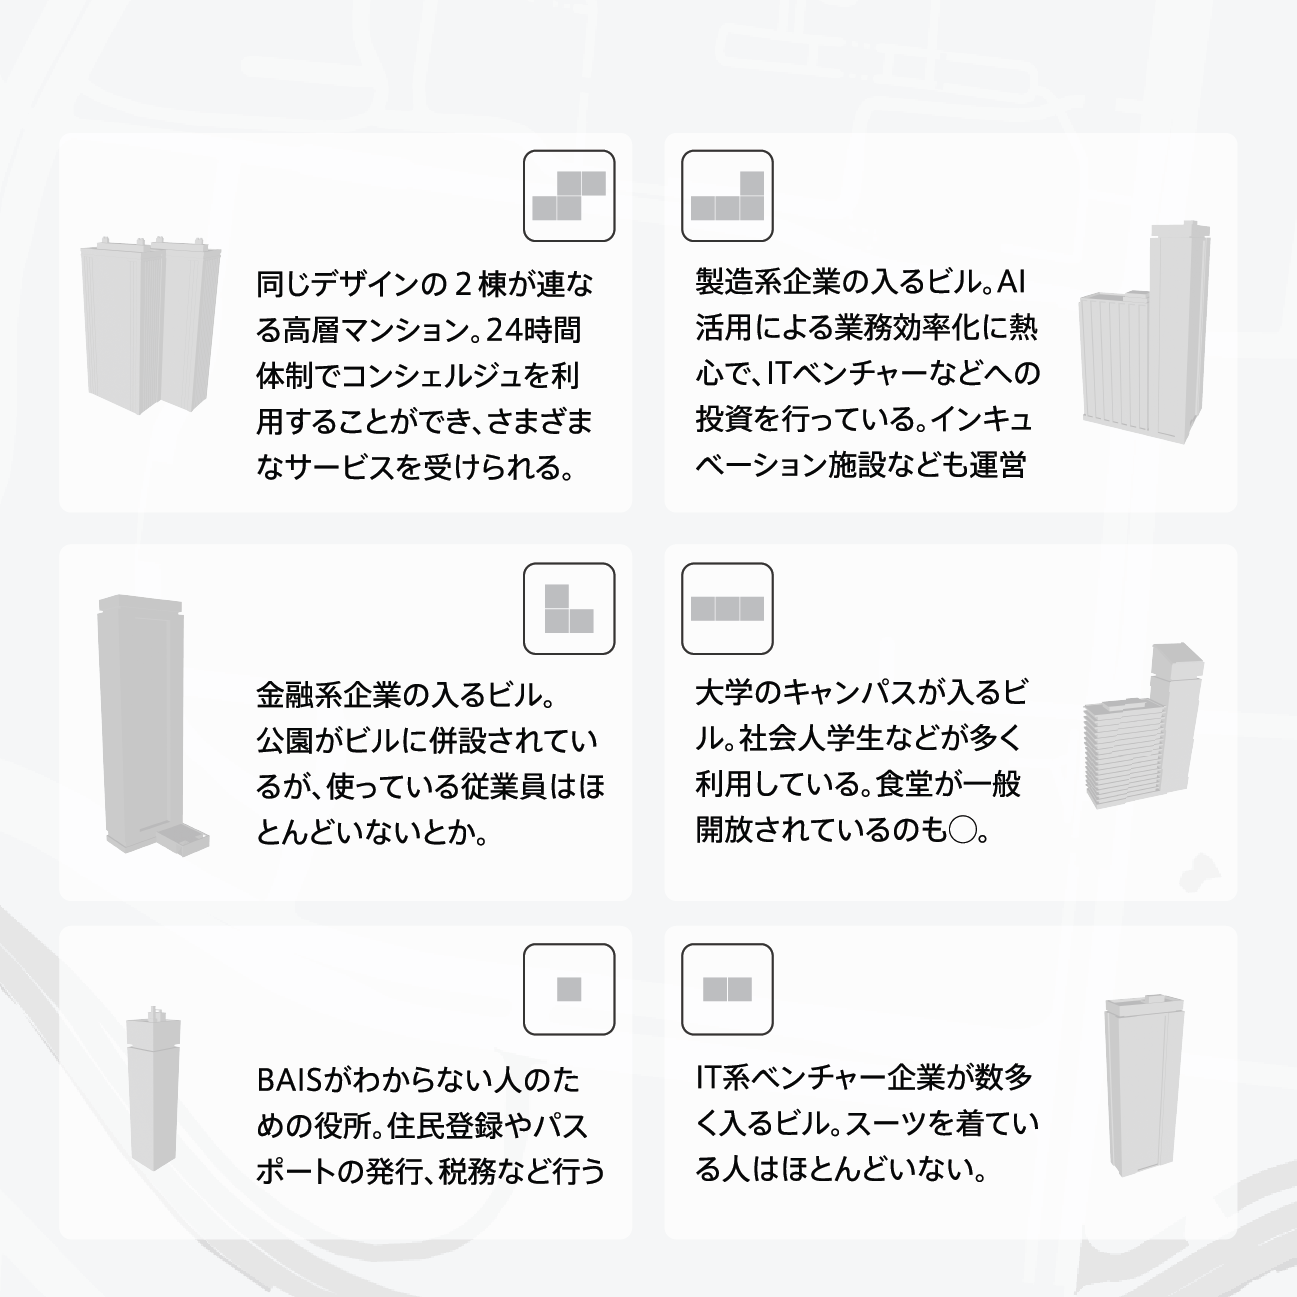 同じデザインの２棟が連な
る高層マンション。24時間
体制でコンシェルジュを利
用することができ、さまざま
なサービスを受けられる。
製造系企業の入るビル。AI
活用による業務効率化に熱
心で、ITベンチャーなどへの
投資を行っている。インキュ
ベーション施設なども運営
金融系企業の入るビル。
公園がビルに併設されてい
るが、使っている従業員はほ
とんどいないとか。
大学のキャンパスが入るビ
ル。社会人学生などが多く
利用している。食堂が一般
開放されているのも◯。
BAISがわからない人のた
めの役所。住民登録やパス
ポートの発行、税務など行う
IT系ベンチャー企業が数多
く入るビル。スーツを着てい
る人はほとんどいない。